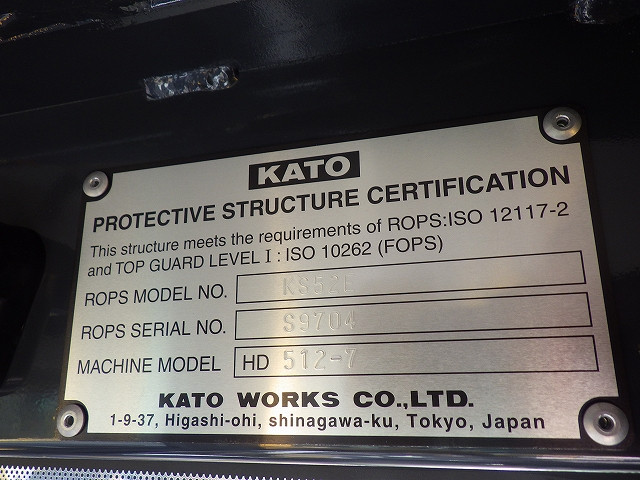 KATO
PROTECTIVE STRUCTURE CERTIFICATION
This structure meets the requirements of ROPS:ISO 12117-2
and TOP GUARD LEVEL I : ISO 10262 (FOPS)
ROPS MODEL NO.
ROPS SERIAL NO. S9704
MACHINE MODEL HD 512-7
KATO WORKS CO.,LTD.
1-9-37, Higashi-ohi, shinagawa-ku, Tokyo, Japan